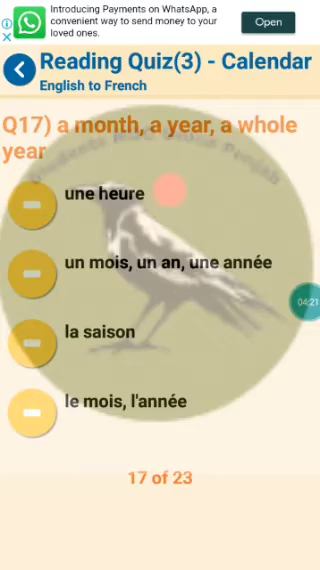 Introducing Payments on WhatsApp, a
convenient way to send money to your
loved ones.
Open
Reading Quiz(3) - Calendar
English to French
Q17) a month, a year, a whole
year
une heure
un mois, un an, une année
04:21
la saison
le mois, l'année
17 of 23